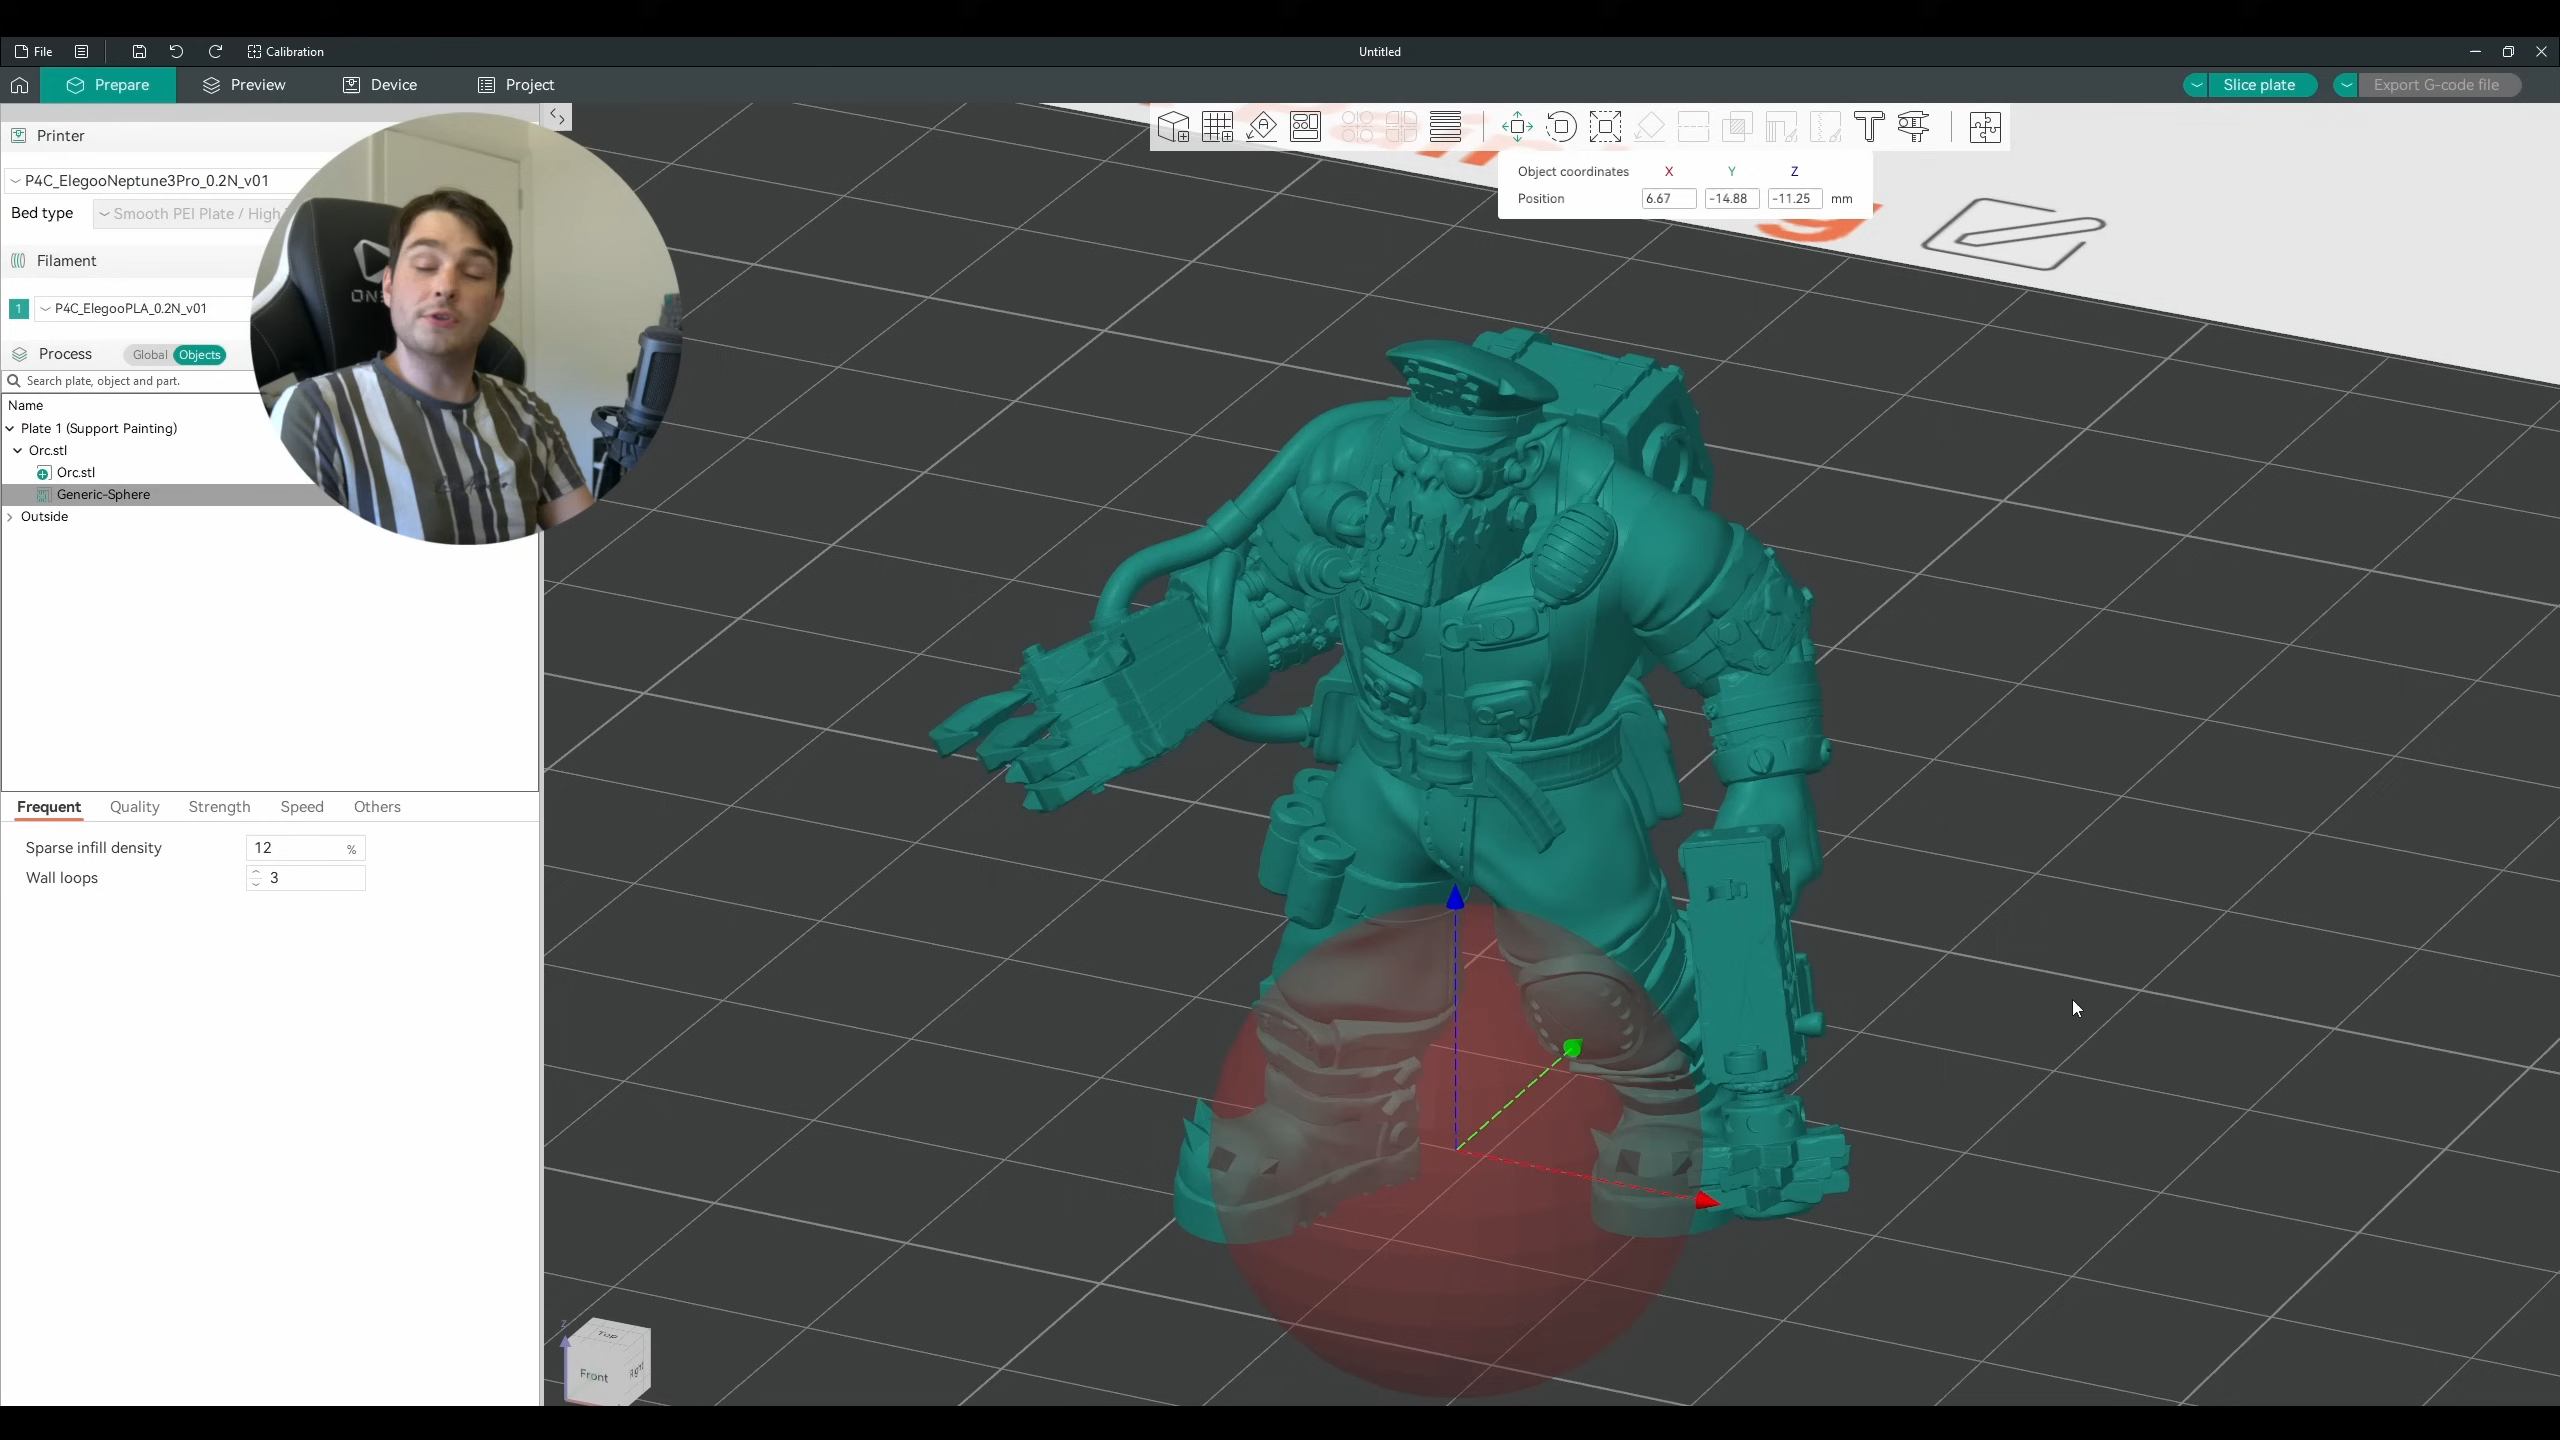 File
Calibration
Untitled
Prepare
Preview
Device
Project
Slice plate
Export G-code file
Printer
P4C_ElegooNeptune3Pro_0.2N_v01
Bed type
Smooth PEI Plate / High
Filament
1
P4C_ElegooPLA_0.2N_v01
Process
Global
Objects
Search plate, object and part.
Name
Plate 1 (Support Painting)
Orc.stl
Orc.stl
Generic-Sphere
Outside
Object coordinates X Y Z
Position 6.67 -14.88 -11.25 mm
Frequent
Quality
Strength
Speed
Others
Sparse infill density 12 %
Wall loops 3
Z
Top
Front
Right